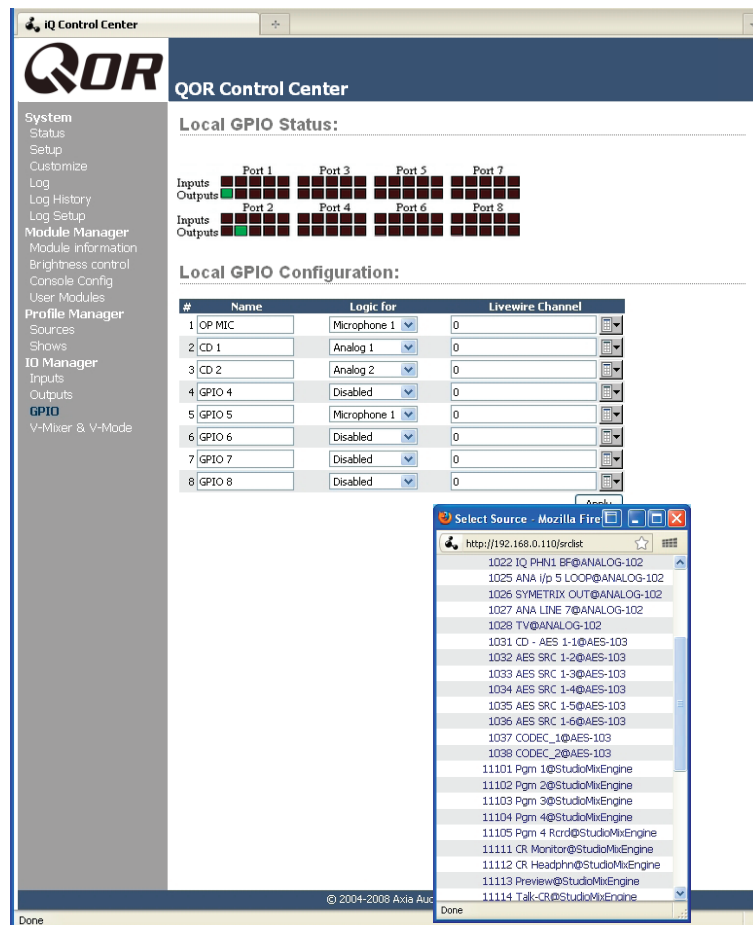 iQ Control Center
QOR
QOR Control Center
System
Status
Setup
Customize
Log
Log History
Log Setup
Module Manager
Module information
Brightness control
Console Config
User Modules
Profile Manager
Sources
Shows
IO Manager
Inputs
Outputs
GPIO
V-Mixer & V-Mode
Local GPIO Status:
Port 1 Port 3 Port 5 Port 7
Inputs
Outputs
Port 2 Port 4 Port 6 Port 8
Inputs
Outputs
Local GPIO Configuration:
# Name Logic for Livewire Channel
1 OP MIC Microphone 1 0
2 CD 1 Analog 1 0
3 CD 2 Analog 2 0
4 GPIO 4 Disabled 0
5 GPIO 5 Microphone 1 0
6 GPIO 6 Disabled 0
7 GPIO 7 Disabled 0
8 GPIO 8 Disabled 0
Apply
Select Source - Mozilla Fire
http://192.168.0.110/srclist
1022 IQ PHN1 BF@ANALOG-102
1025 ANA i/p 5 LOOP@ANALOG-102
1026 SYMETRIX OUT@ANALOG-102
1027 ANA LINE 7@ANALOG-102
1028 TV@ANALOG-102
1031 CD - AES 1-1@AES-103
1032 AES SRC 1-2@AES-103
1033 AES SRC 1-3@AES-103
1034 AES SRC 1-4@AES-103
1035 AES SRC 1-5@AES-103
1036 AES SRC 1-6@AES-103
1037 CODEC_1@AES-103
1038 CODEC_2@AES-103
11101 Pgm 1@StudioMixEngine
11102 Pgm 2@StudioMixEngine
11103 Pgm 3@StudioMixEngine
11104 Pgm 4@StudioMixEngine
11105 Pgm 4 Rcrd@StudioMixEngine
11111 CR Monitor@StudioMixEngine
11112 CR Headphn@StudioMixEngine
11113 Preview@StudioMixEngine
11114 Talk-CR@StudioMixEngine
Done
© 2004-2008 Axia Auc
Done